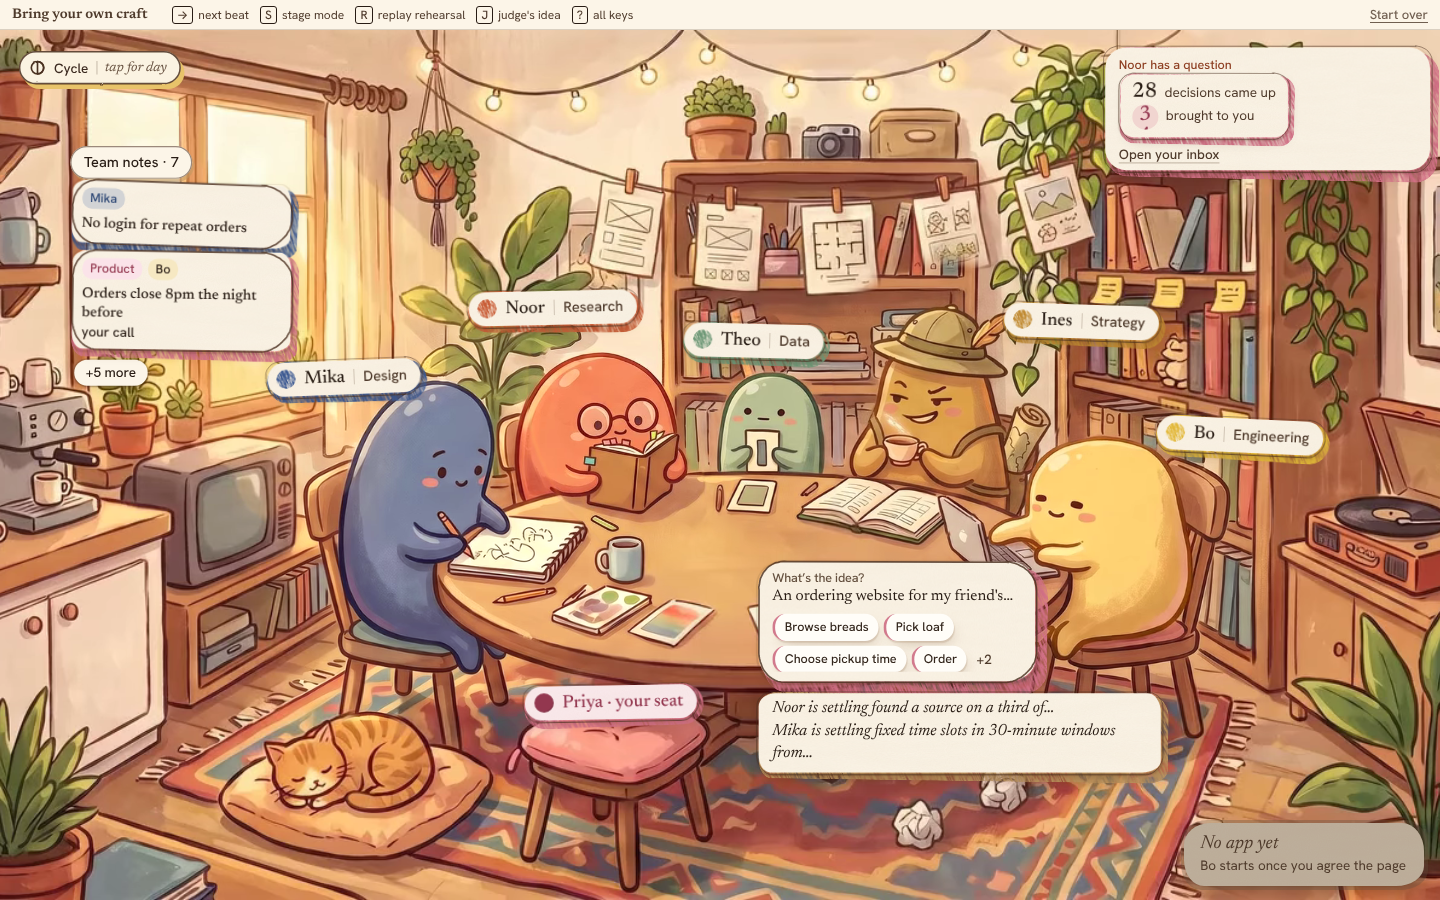 Bring your own craft
→ next beat
S stage mode
R replay rehearsal
J judge's idea
? all keys
Start over
Cycle
tap for day
Noor has a question
28 decisions came up
3 brought to you
Open your inbox
Team notes · 7
Mika
No login for repeat orders
Product Bo
Orders close 8pm the night
before
your call
+5 more
Noor Research
Theo Data
Ines Strategy
Mika Design
Bo Engineering
What's the idea?
An ordering website for my friend's...
Browse breads
Pick loaf
Choose pickup time
Order
+2
Priya · your seat
Noor is settling found a source on a third of...
Mika is settling fixed time slots in 30-minute windows
from...
No app yet
Bo starts once you agree the page